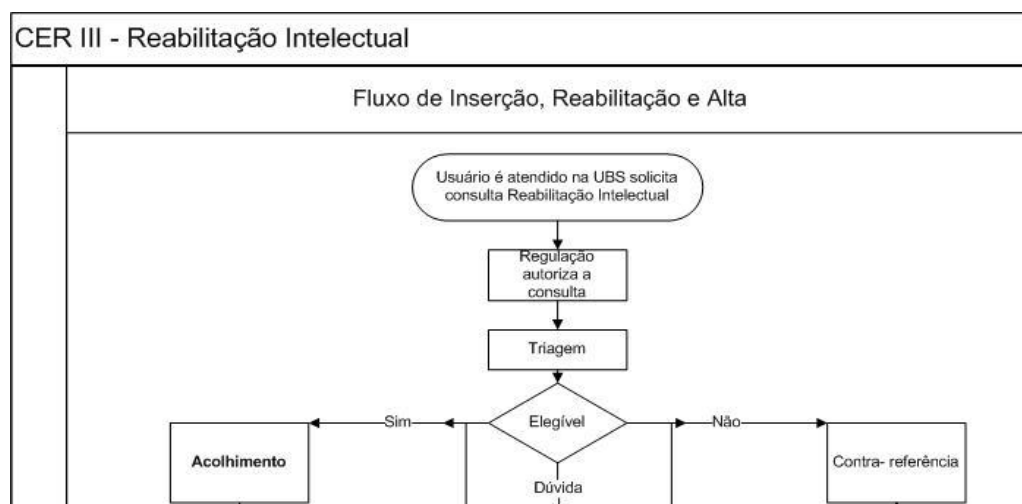 CER III - Reabilitação Intelectual
Fluxo de Inserção, Reabilitação e Alta
Usuário é atendido na UBS solicita
consulta Reabilitação Intelectual
Regulação
autoriza a
consulta
Triagem
Sim
Elegível
Não
Acolhimento
Contra- referência
Dúvida